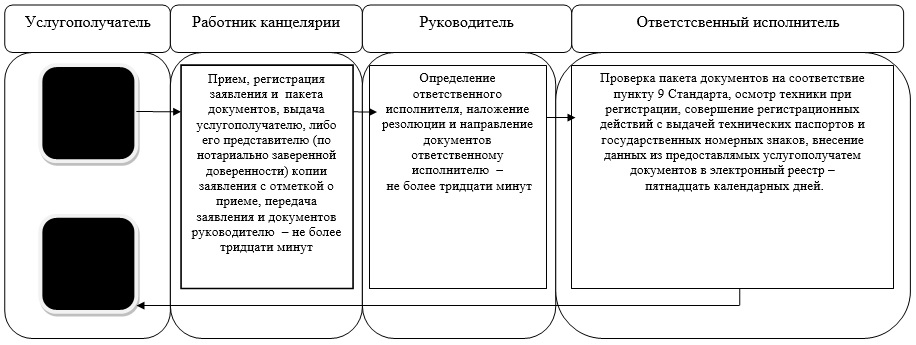 Услугополучатель
Работник канцелярии
Руководитель
Ответстсвенный исполнитель
Прием, регистрация
заявления и пакета
документов, выдача
услугополучателю, либо
его представителю (по
нотариально заверенной
доверенности) копии
заявления с отметкой о
приеме, передача
заявления и документов
руководителю – не более
тридцати минут
Определение
ответственного
исполнителя, наложение
резолюции и направление
документов
ответственному
исполнителю –
не более тридцати минут
Проверка пакета документов на соответствие
пункту 9 Стандарта, осмотр техники при
регистрации, совершение регистрационных
действий с выдачей технических паспортов и
государственных номерных знаков, внесение
данных из предоставлямых услугополучатем
документов в электронный реестр –
пятнадцать календарных дней.